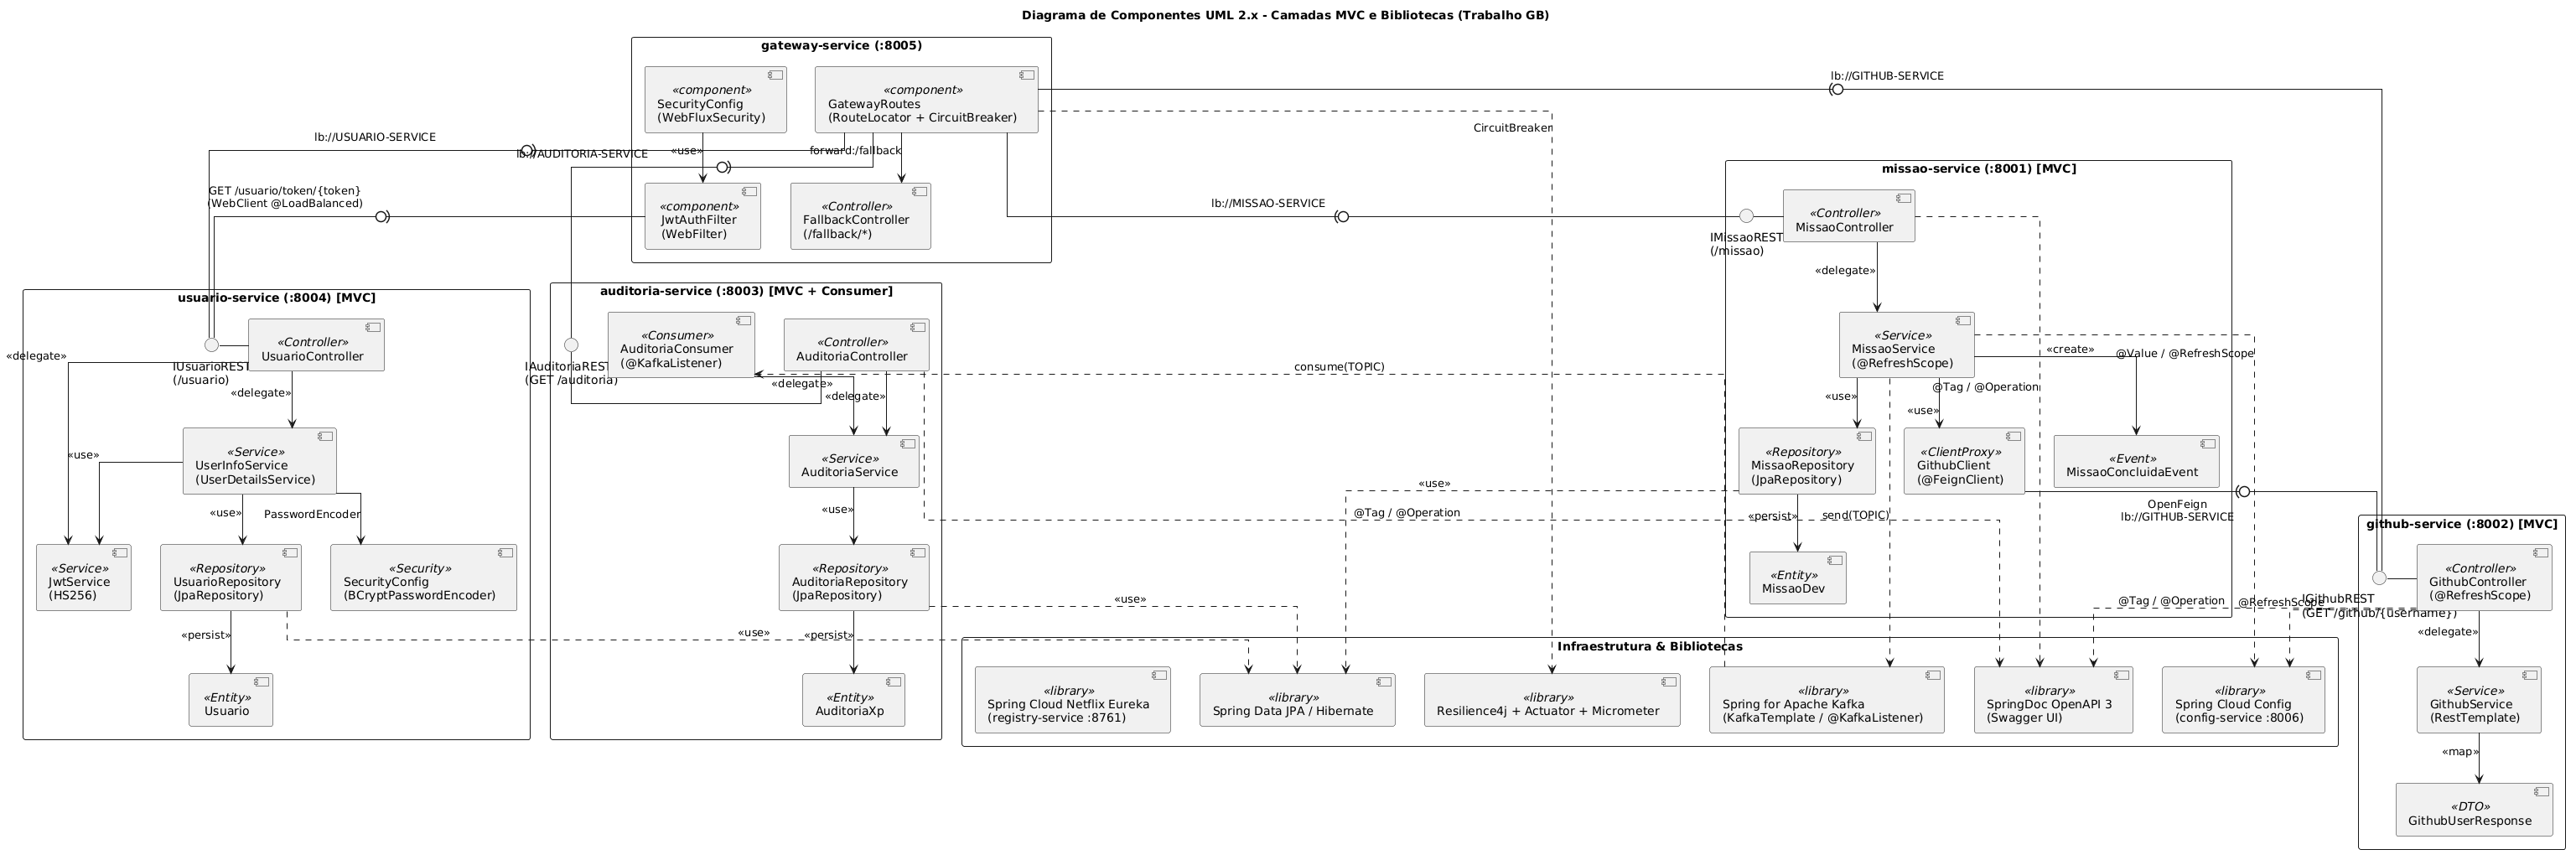 Diagrama de Componentes UML 2.x - Camadas MVC e Bibliotecas (Trabalho GB)
gateway-service (:8005)
«component»
SecurityConfig
(WebFluxSecurity)
«component»
GatewayRoutes
(RouteLocator + CircuitBreaker)
lb://GITHUB-SERVICE
CircuitBreaker
lb://USUARIO-SERVICE
lb://AUDITORIA-SERVICE
«use»
forward:/fallback
GET /usuario/token/{token}
(WebClient @LoadBalanced)
«component»
JwtAuthFilter
(WebFilter)
«Controller»
FallbackController
(/fallback/*)
lb://MISSAO-SERVICE
missao-service (:8001) [MVC]
«Controller»
MissaoController
IMissaoREST
(/missao)
«delegate»
«Service»
MissaoService
(@RefreshScope)
«create»
@Value / @RefreshScope
@Tag / @Operation
«use»
«use»
«Repository»
MissaoRepository
(JpaRepository)
«ClientProxy»
GithubClient
(@FeignClient)
«Event»
MissaoConcluidaEvent
«persist»
send(TOPIC)
OpenFeign
lb://GITHUB-SERVICE
«Entity»
MissaoDev
usuario-service (:8004) [MVC]
«Controller»
UsuarioController
«delegate»
IUsuarioREST
(/usuario)
«delegate»
«Service»
UserInfoService
(UserDetailsService)
«use»
«use»
PasswordEncoder
«Service»
JwtService
(HS256)
«Repository»
UsuarioRepository
(JpaRepository)
«Security»
SecurityConfig
(BCryptPasswordEncoder)
«persist»
«use»
«Entity»
Usuario
auditoria-service (:8003) [MVC + Consumer]
«Consumer»
AuditoriaConsumer
(@KafkaListener)
«Controller»
AuditoriaController
IAuditoriaREST
(GET /auditoria)
consume(TOPIC)
«delegate»
«delegate»
«Service»
AuditoriaService
«use»
«use»
@Tag / @Operation
«Repository»
AuditoriaRepository
(JpaRepository)
«use»
«persist»
«Entity»
AuditoriaXp
github-service (:8002) [MVC]
«Controller»
GithubController
(@RefreshScope)
IGithubREST
(GET /github/{username})
@Tag / @Operation
@RefreshScope
«delegate»
«Service»
GithubService
(RestTemplate)
«map»
«DTO»
GithubUserResponse
Infraestrutura & Bibliotecas
«library»
Spring Cloud Netflix Eureka
(registry-service :8761)
«library»
Spring Data JPA / Hibernate
«library»
Resilience4j + Actuator + Micrometer
«library»
Spring for Apache Kafka
(KafkaTemplate / @KafkaListener)
«library»
SpringDoc OpenAPI 3
(Swagger UI)
«library»
Spring Cloud Config
(config-service :8006)